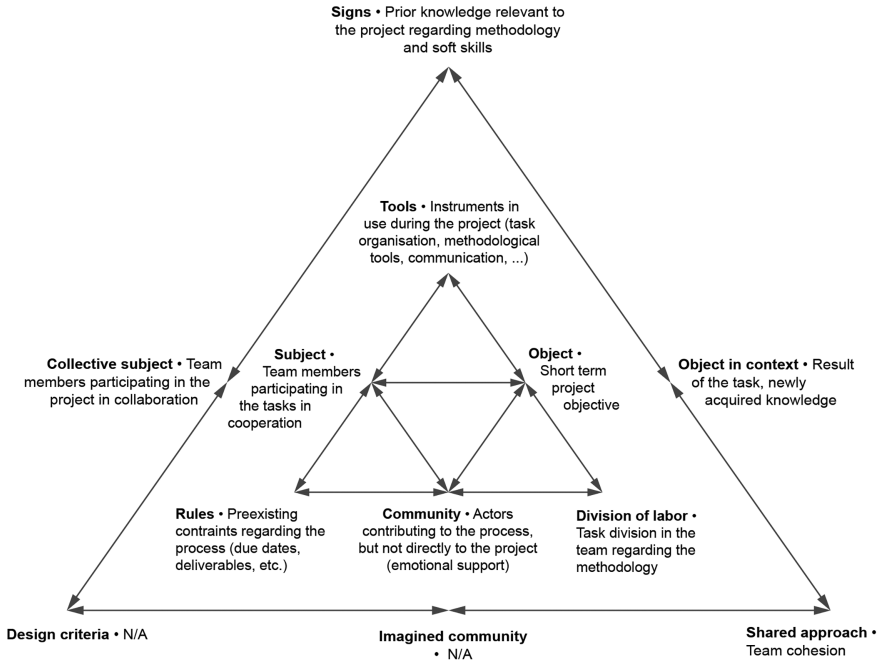 Signs • Prior knowledge relevant to
the project regarding methodology
and soft skills
Tools • Instruments in
use during the project (task
organisation, methodological
tools, communication, ...)
Collective subject • Team
members participating in the
project in collaboration
Subject •
Team members
participating in
the tasks in
cooperation
Object •
Short term
project
objective
Object in context • Result
of the task, newly
acquired knowledge
Rules • Preexisting
contraints regarding the
process (due dates,
deliverables, etc.)
Community • Actors
contributing to the process,
but not directly to the project
(emotional support)
Division of labor •
Task division in the
team regarding the
methodology
Design criteria • N/A
Imagined community
• N/A
Shared approach •
Team cohesion